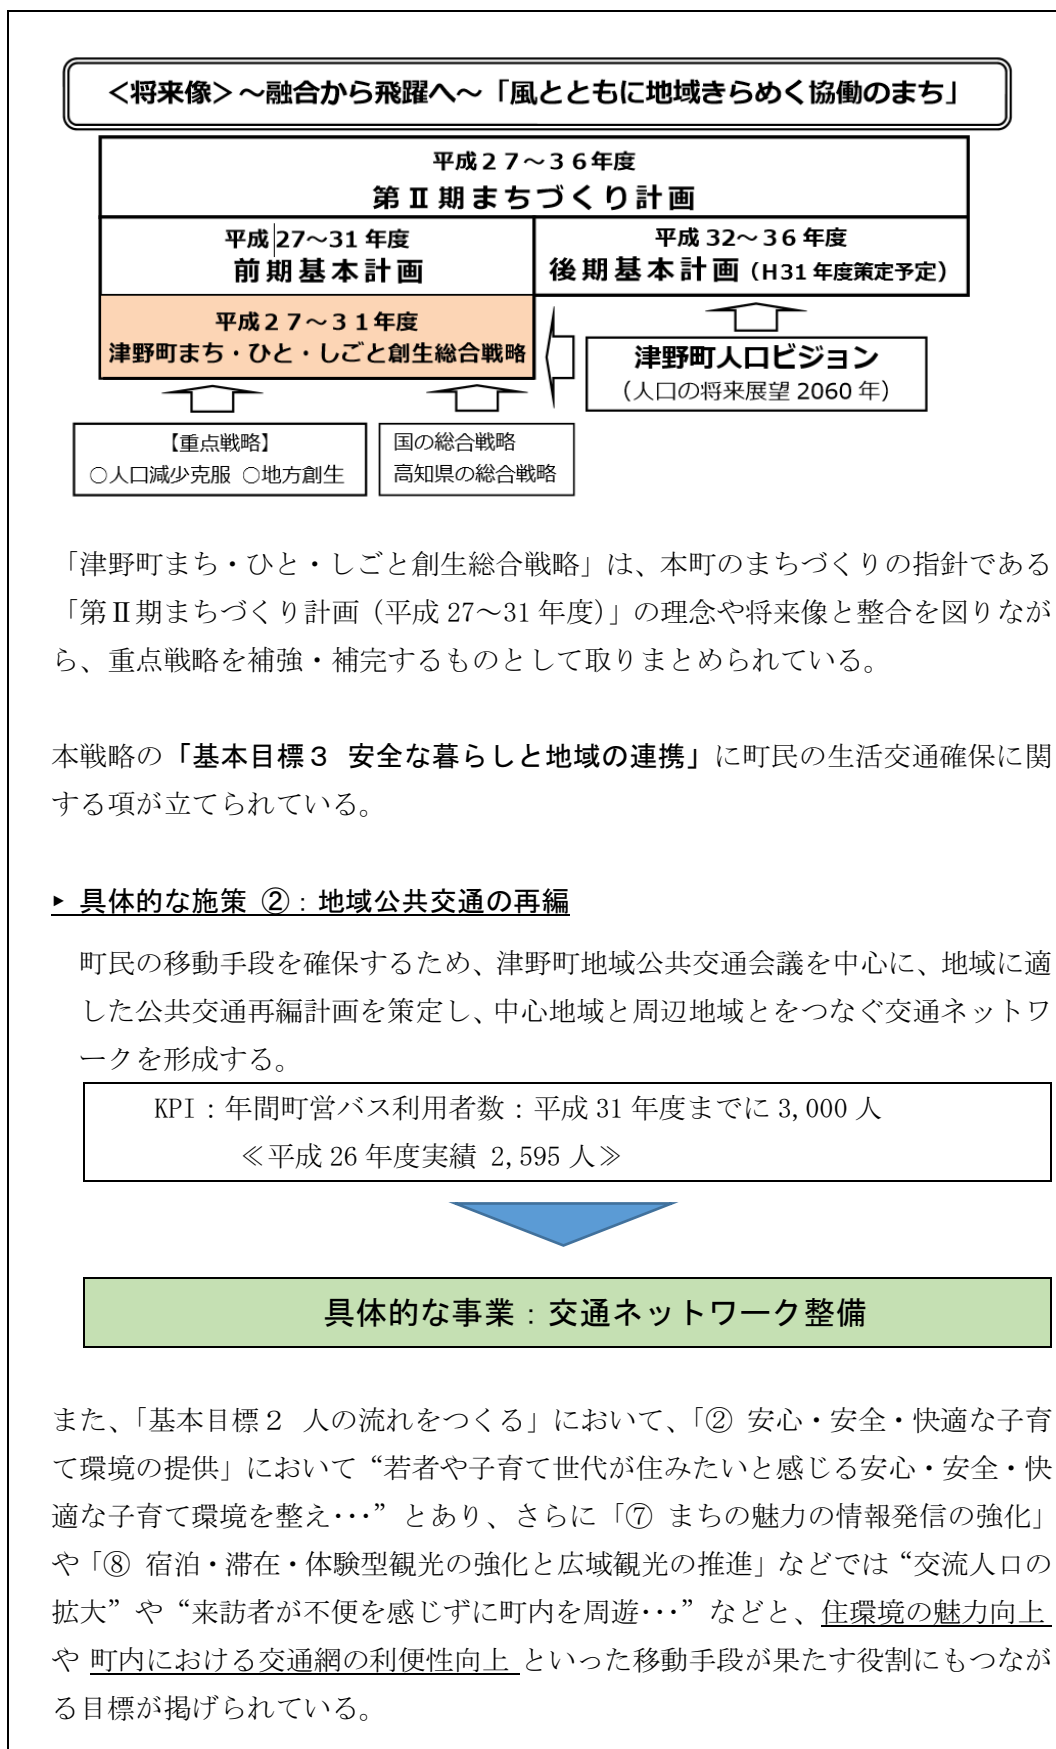 ＜将来像＞～融合から飛躍へ～「風とともに地域きらめく協働のまち」
平成２７～３６年度
第Ⅱ期まちづくり計画
平成 27～31 年度
前期基本計画
平成 32～３６ 年度
後期基本計画（H31 年度策定予定）
平成２７～３１年度
津野町まち・ひと・しごと創生総合戦略
津野町人口ビジョン
（人口の将来展望 2060 年）
【重点戦略】
○人口減少克服 ○地方創生
国の総合戦略
高知県の総合戦略
「津野町まち・ひと・しごと創生総合戦略」は、本町のまちづくりの指針である
「第Ⅱ期まちづくり計画（平成 27～31 年度）」の理念や将来像と整合を図りなが
ら、重点戦略を補強・補完するものとして取りまとめられている。
本戦略の「基本目標３ 安全な暮らしと地域の連携」に町民の生活交通確保に関
する項が立てられている。
▸ 具体的な施策 ②：地域公共交通の再編
町民の移動手段を確保するため、津野町地域公共交通会議を中心に、地域に適
した公共交通再編計画を策定し、中心地域と周辺地域とをつなぐ交通ネットワ
ークを形成する。
KPI：年間町営バス利用者数：平成 31 年度までに 3,000 人
≪平成 26 年度実績 2,595 人≫
具体的な事業：交通ネットワーク整備
また、「基本目標２ 人の流れをつくる」において、「② 安心・安全・快適な子育
て環境の提供」において“若者や子育て世代が住みたいと感じる安心・安全・快
適な子育て環境を整え･･･”とあり、さらに「⑦ まちの魅力の情報発信の強化」
や「⑧ 宿泊・滞在・体験型観光の強化と広域観光の推進」などでは“交流人口の
拡大”や“来訪者が不便を感じずに町内を周遊･･･”などと、住環境の魅力向上
や 町内における交通網の利便性向上 といった移動手段が果たす役割にもつなが
る目標が掲げられている。